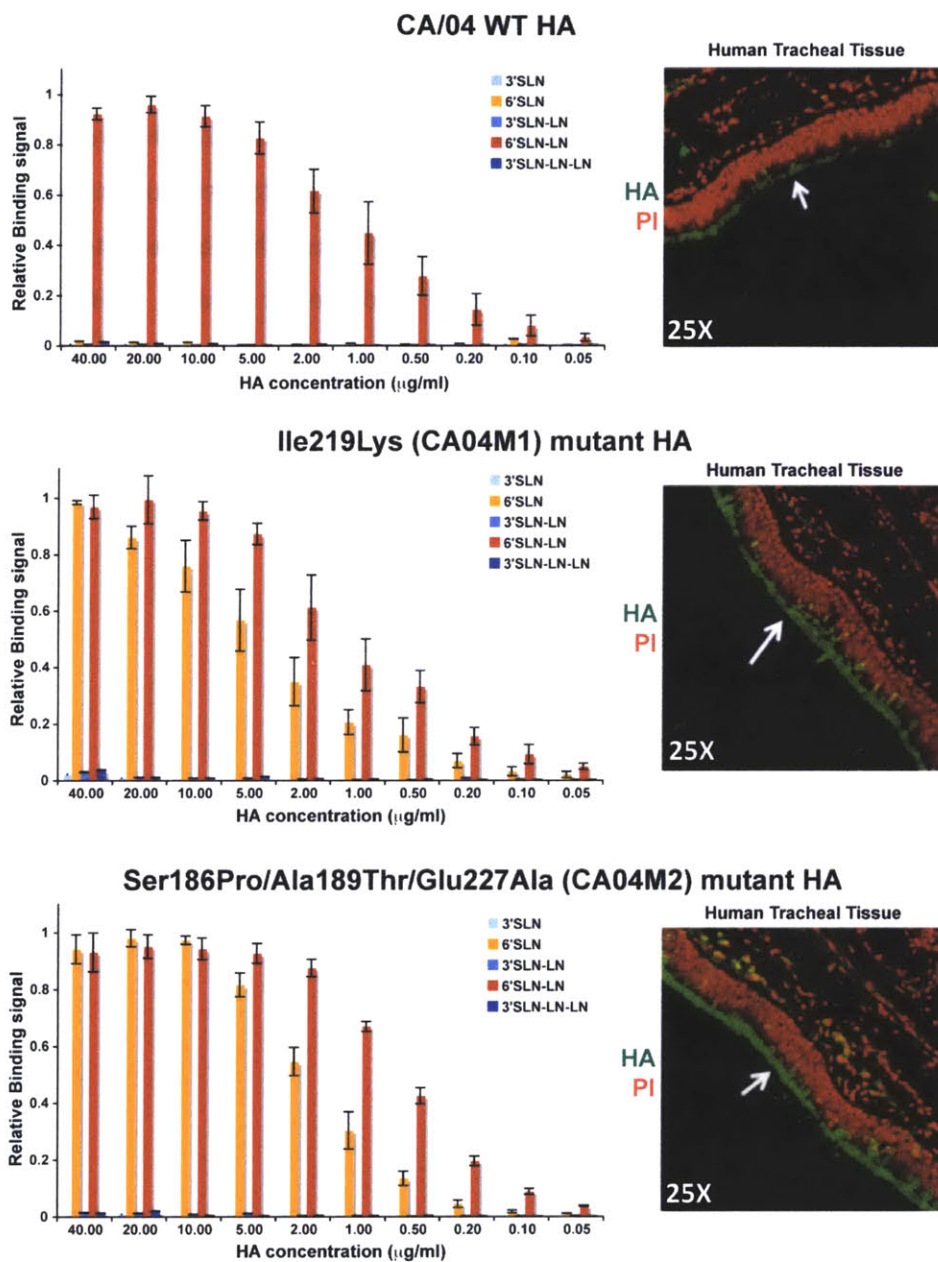 CA/04 WT HA
Human Tracheal Tissue
Relative Binding signal
1
0.8
0.6
0.4
0.2
0
3'SLN
6'SLN
3'SLN-LN
6'SLN-LN
3'SLN-LN-LN
40.00 20.00 10.00 5.00 2.00 1.00 0.50 0.20 0.10 0.05
HA concentration (µg/ml)
HA
PI
25X
Ile219Lys (CA04M1) mutant HA
Human Tracheal Tissue
Relative Binding signal
1
0.8
0.6
0.4
0.2
0
3'SLN
6'SLN
3'SLN-LN
6'SLN-LN
3'SLN-LN-LN
40.00 20.00 10.00 5.00 2.00 1.00 0.50 0.20 0.10 0.05
HA concentration (µg/ml)
HA
PI
25X
Ser186Pro/Ala189Thr/Glu227Ala (CA04M2) mutant HA
Human Tracheal Tissue
Relative Binding signal
1
0.8
0.6
0.4
0.2
0
3'SLN
6'SLN
3'SLN-LN
6'SLN-LN
3'SLN-LN-LN
40.00 20.00 10.00 5.00 2.00 1.00 0.50 0.20 0.10 0.05
HA concentration (µg/ml)
HA
PI
25X